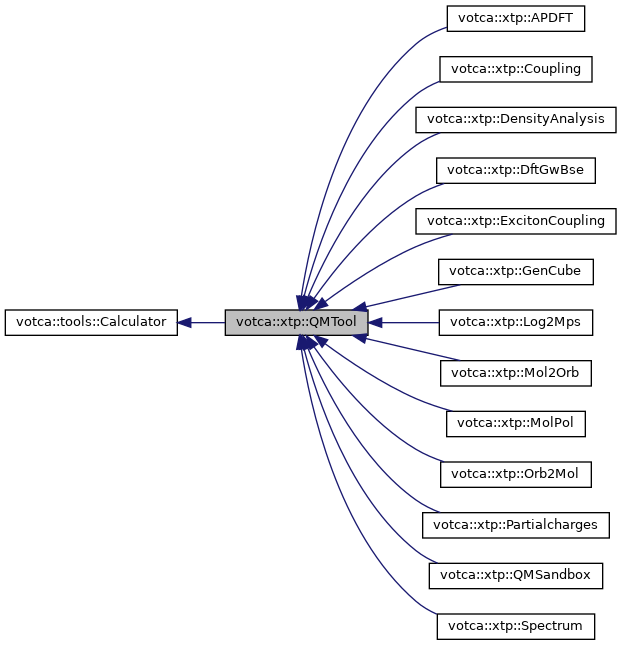 votca::xtp::APDFT
votca::xtp::Coupling
votca::xtp::DensityAnalysis
votca::xtp::DftGwBse
votca::xtp::ExcitonCoupling
votca::xtp::GenCube
votca::tools::Calculator
votca::xtp::QMTool
votca::xtp::Log2Mps
votca::xtp::Mol2Orb
votca::xtp::MolPol
votca::xtp::Orb2Mol
votca::xtp::Partialcharges
votca::xtp::QMSandbox
votca::xtp::Spectrum